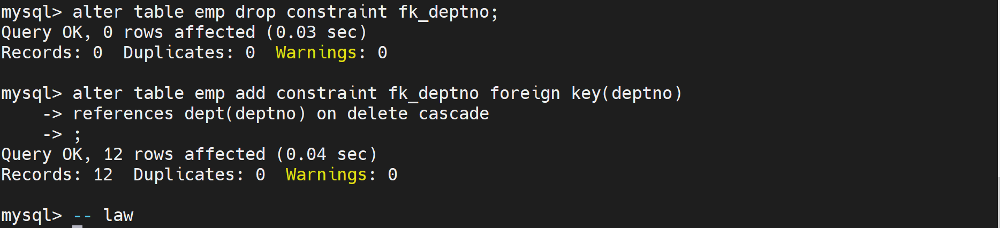 mysql> alter table emp drop constraint fk_deptno;
Query OK, 0 rows affected (0.03 sec)
Records: 0  Duplicates: 0  Warnings: 0

mysql> alter table emp add constraint fk_deptno foreign key(deptno)
    -> references dept(deptno) on delete cascade
    -> ;
Query OK, 12 rows affected (0.04 sec)
Records: 12  Duplicates: 0  Warnings: 0

mysql> -- law